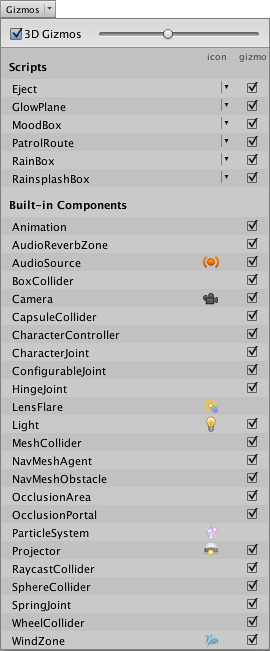 Gizmos
3D Gizmos
icon gizmo
Scripts
Eject
GlowPlane
MoodBox
PatrolRoute
RainBox
RainsplashBox
Built-in Components
Animation
AudioReverbZone
AudioSource
BoxCollider
Camera
CapsuleCollider
CharacterController
CharacterJoint
ConfigurableJoint
HingeJoint
LensFlare
Light
MeshCollider
NavMeshAgent
NavMeshObstacle
OcclusionArea
OcclusionPortal
ParticleSystem
Projector
RaycastCollider
SphereCollider
SpringJoint
WheelCollider
WindZone